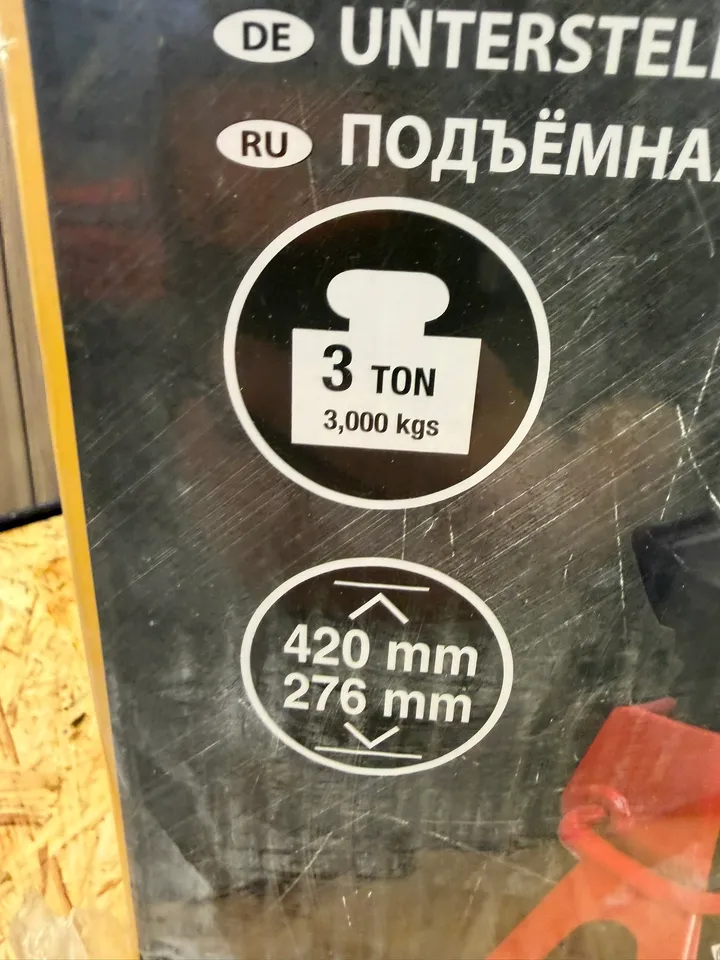 DE UNTERSTEL
RU ПОДЪЁМНА
3 TON
3,000 kgs
420 mm
276 mm